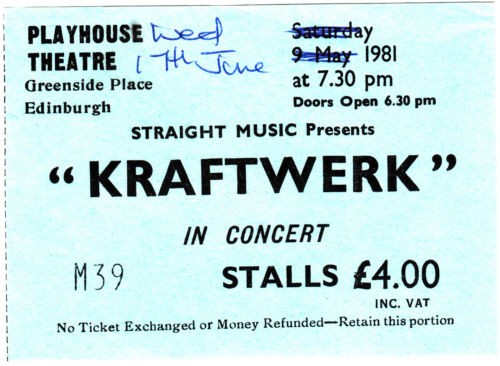 PLAYHOUSE Wed Saturday
THEATRE 17th June 9 May 1981
Greenside Place at 7.30 pm
Edinburgh Doors Open 6.30 pm
STRAIGHT MUSIC Presents
“ KRAFTWERK ”
IN CONCERT
M39 STALLS £4.00
INC. VAT
No Ticket Exchanged or Money Refunded—Retain this portion